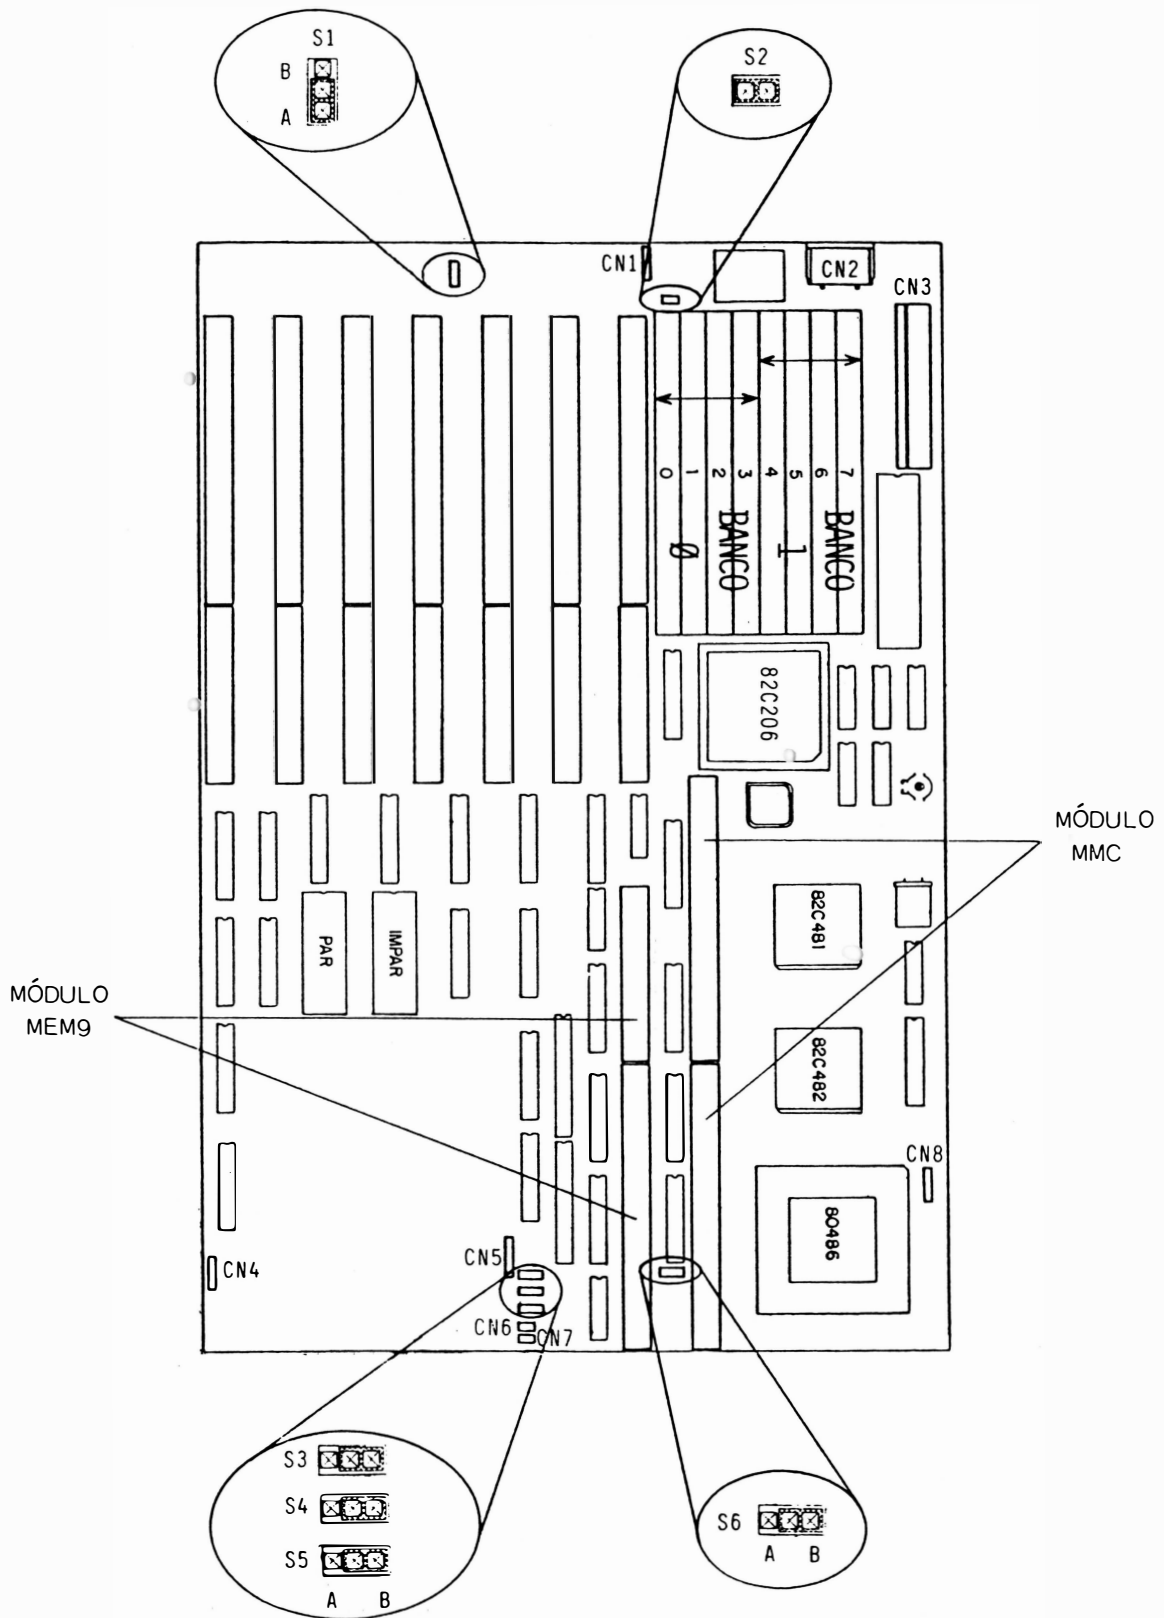 S1
B
A
S2
CN1
CN2
CN3
0 1 2 3 4 5 6 7
BANCO
Ø
BANCO
1
82C206
MÓDULO
MMC
82C481
PAR
IMPAR
MÓDULO
MEM9
82C482
CN8
80486
CN4
CN5
CN6
CN7
S3
S4
S5
A B
S6
A B